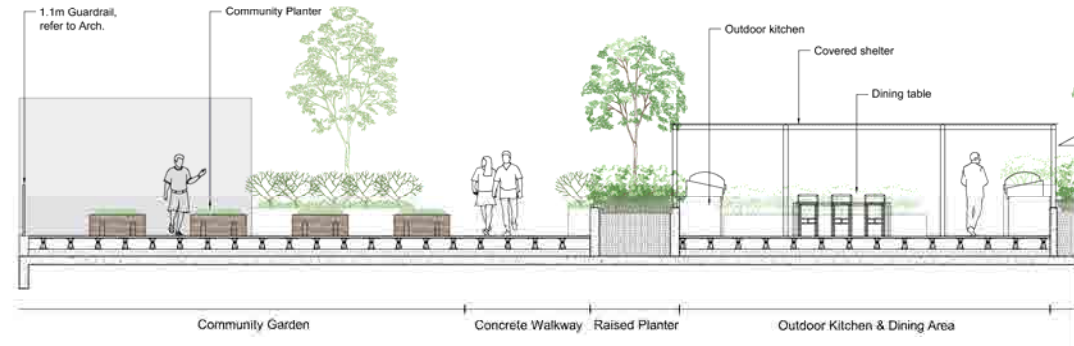 1.1m Guardrail,
refer to Arch.
Community Planter
Outdoor kitchen
Covered shelter
Dining table
Community Garden
Concrete Walkway
Raised Planter
Outdoor Kitchen & Dining Area